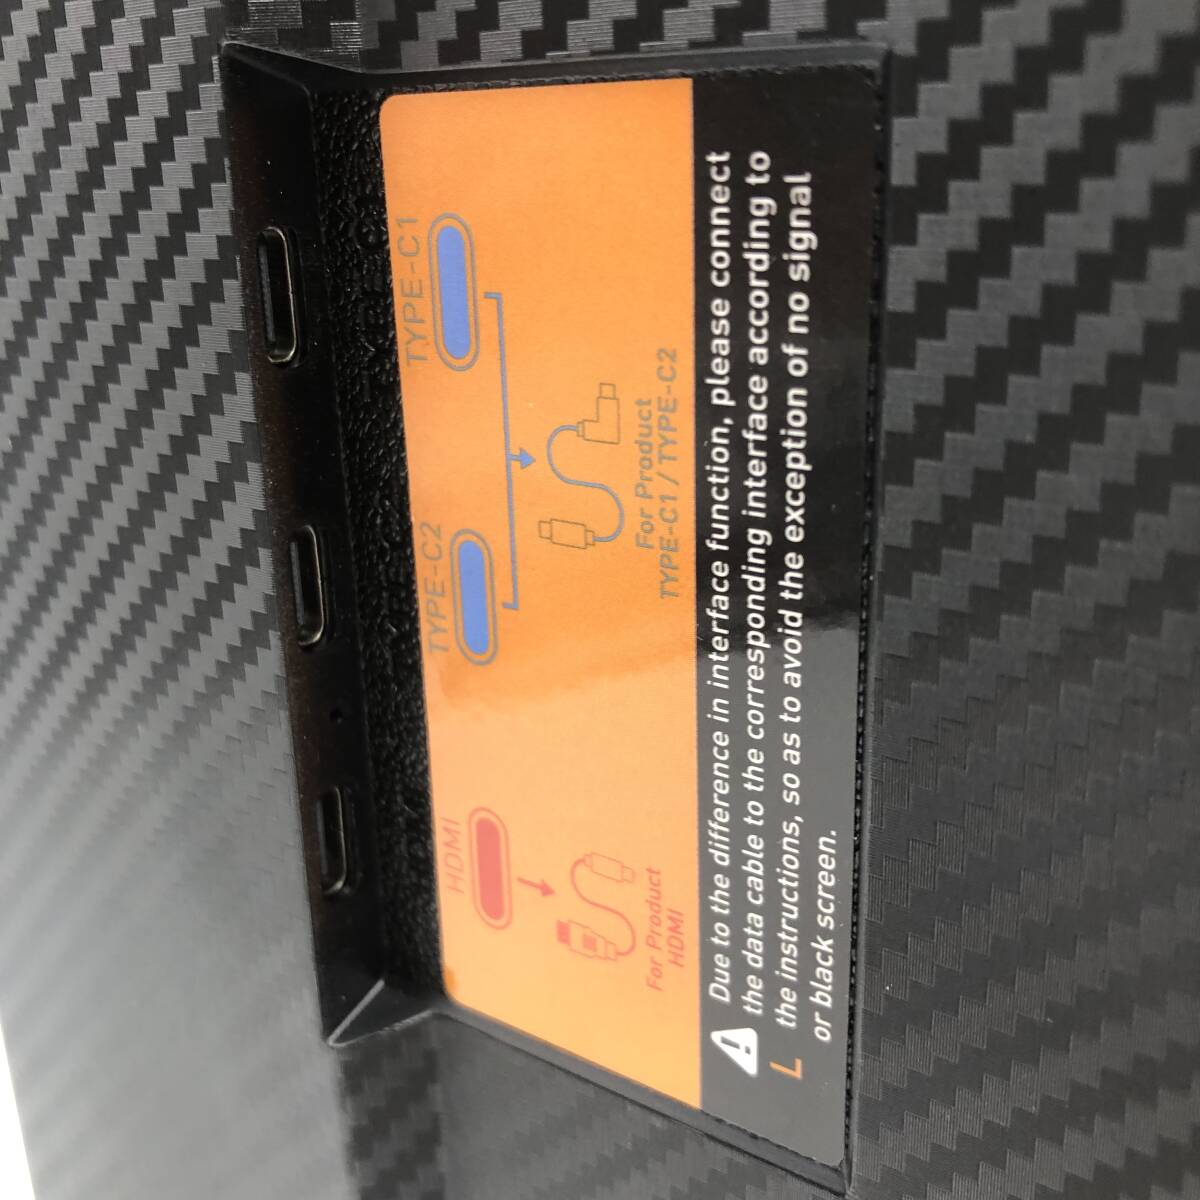 HDMI
TYPE-C2
TYPE-C1
For Product
HDMI
For Product
TYPE-C1 / TYPE-C2
Due to the difference in interface function, please connect
the data cable to the corresponding interface according to
the instructions, so as to avoid the exception of no signal
or black screen.
L